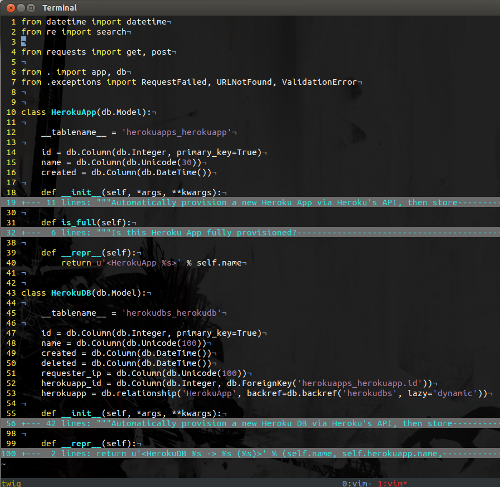 Terminal
1 from datetime import datetime¬
2 from re import search¬
3 ¬
4 from requests import get, post¬
5 ¬
6 from . import app, db¬
7 from .exceptions import RequestFailed, URLNotFound, ValidationError¬
8 ¬
9 ¬
10 class HerokuApp(db.Model):¬
11 ¬
12 __tablename__ = 'herokuapps_herokuapp'¬
13 ¬
14 id = db.Column(db.Integer, primary_key=True)¬
15 name = db.Column(db.Unicode(30))¬
16 created = db.Column(db.DateTime())¬
17 ¬
18 def __init__(self, *args, **kwargs):¬
19 +--- 11 lines: """Automatically provision a new Heroku App via Heroku's API, then store--------
30 ¬
31 def is_full(self):¬
32 +--- 6 lines: """Is this Heroku App fully provisioned?--------
38 ¬
39 def __repr__(self):¬
40 return u'<HerokuApp %s>' % self.name¬
41 ¬
42 ¬
43 class HerokuDB(db.Model):¬
44 ¬
45 __tablename__ = 'herokudbs_herokudb'¬
46 ¬
47 id = db.Column(db.Integer, primary_key=True)¬
48 name = db.Column(db.Unicode(100))¬
49 created = db.Column(db.DateTime())¬
50 deleted = db.Column(db.DateTime())¬
51 requester_ip = db.Column(db.Unicode(100))¬
52 herokuapp_id = db.Column(db.Integer, db.ForeignKey('herokuapps_herokuapp.id'))¬
53 herokuapp = db.relationship('HerokuApp', backref=db.backref('herokudbs', lazy='dynamic'))¬
54 ¬
55 def __init__(self, *args, **kwargs):¬
56 +--- 42 lines: """Automatically provision a new Heroku DB via Heroku's API, then store--------
98 ¬
99 def __repr__(self):¬
100 +--- 2 lines: return u'<HerokuDB %s -> %s (%s)>' % (self.name, self.herokuapp.name,--------
~
twig 0:vim- 1:vim*